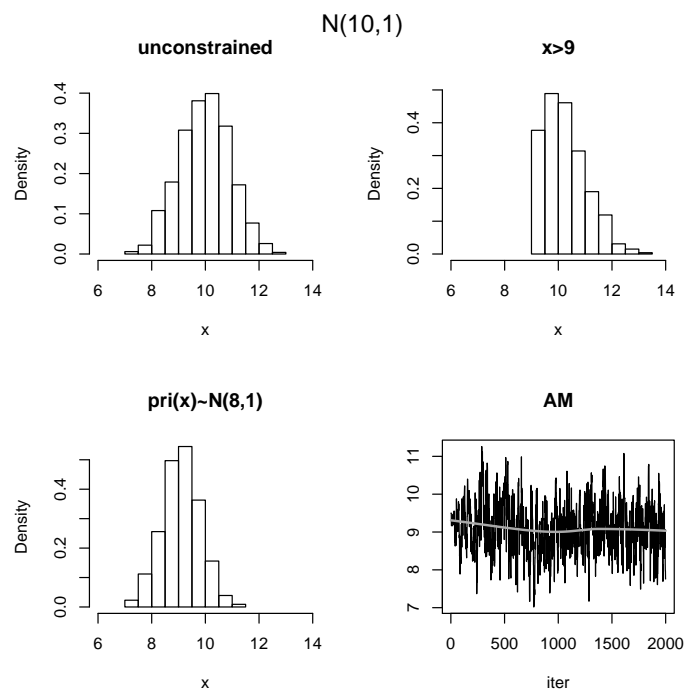 N(10,1)
unconstrained
Density
0.0 0.1 0.2 0.3 0.4
6 8 10 12 14
x
x>9
Density
0.0 0.2 0.4
6 8 10 12 14
x
pri(x)~N(8,1)
Density
0.0 0.2 0.4
6 8 10 12 14
x
AM
7 8 9 10 11
0 500 1000 1500 2000
iter